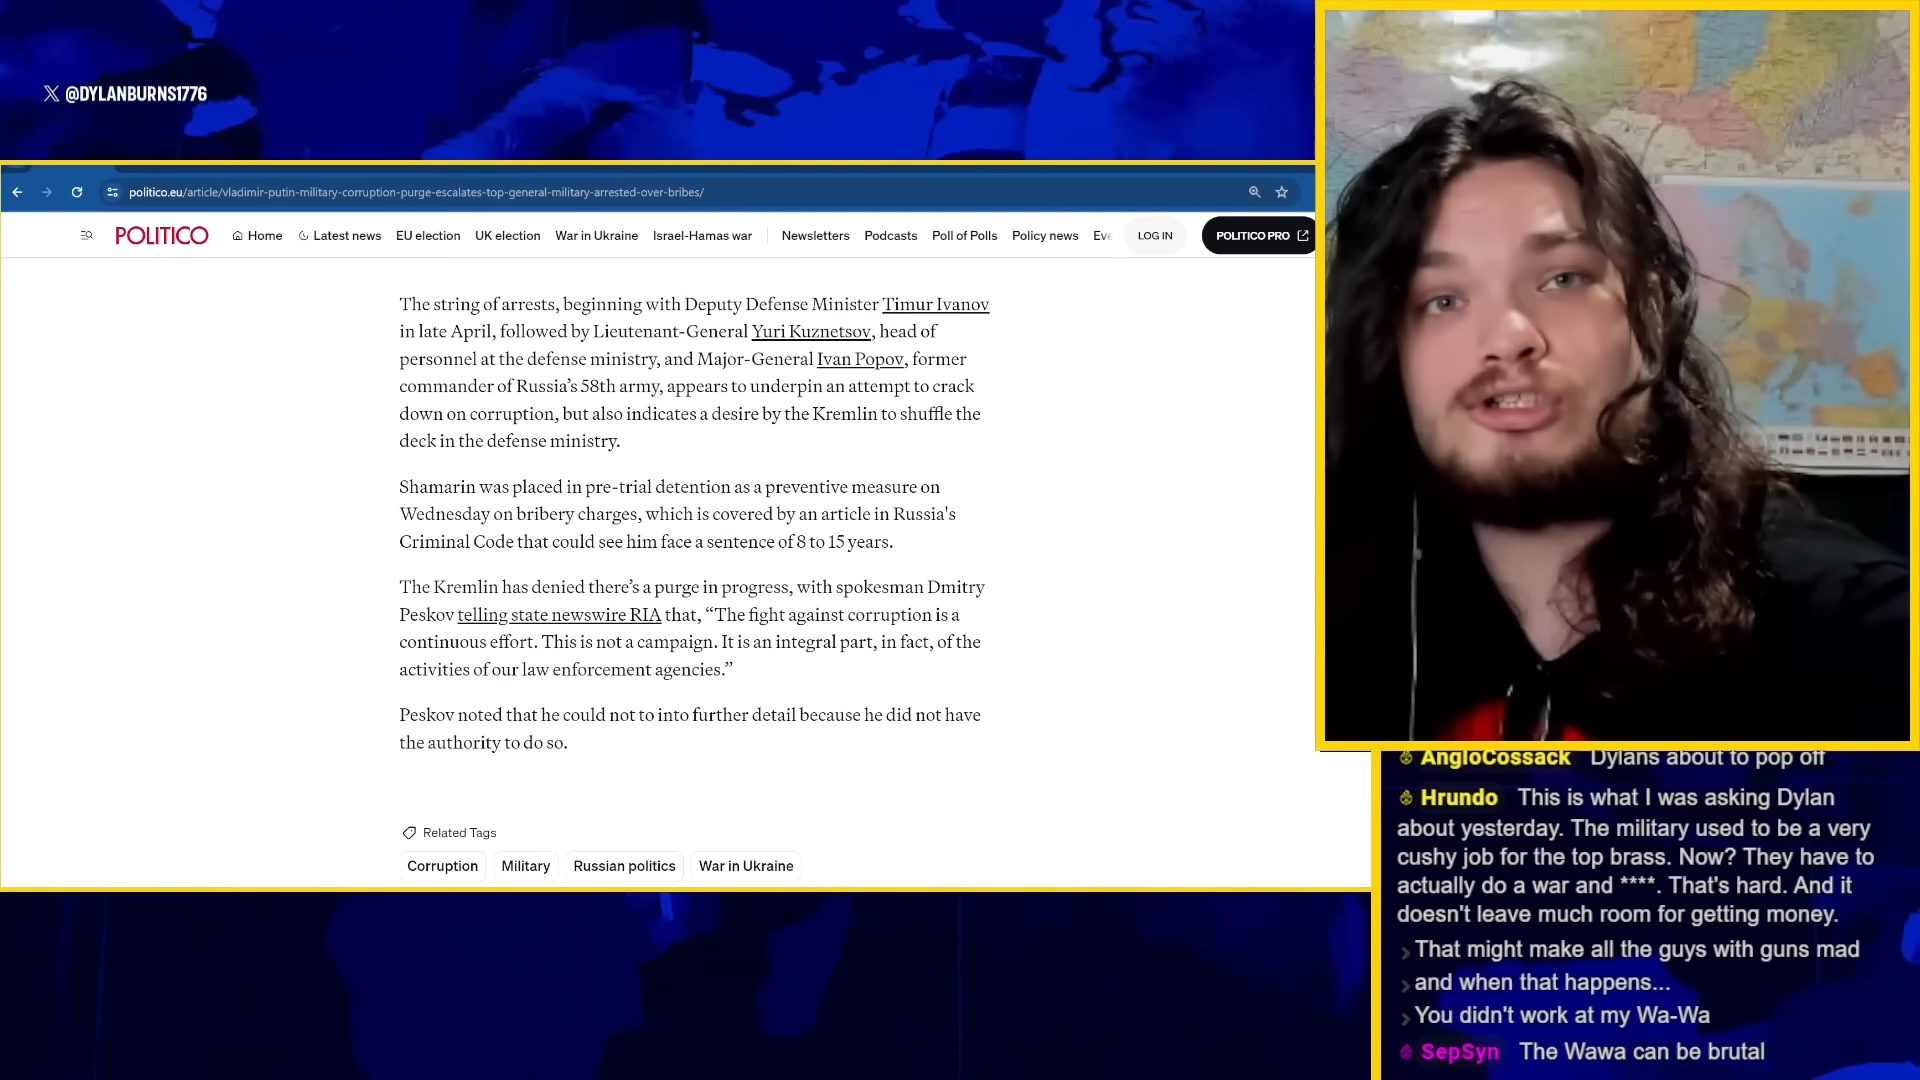 𝕏 @DYLANBURNS1776
politico.eu/article/vladimir-putin-military-corruption-purge-escalates-top-general-military-arrested-over-bribes/
POLITICO Home Latest news EU election UK election War in Ukraine Israel-Hamas war Newsletters Podcasts Poll of Polls Policy news Eve LOG IN POLITICO PRO
The string of arrests, beginning with Deputy Defense Minister Timur Ivanov
in late April, followed by Lieutenant-General Yuri Kuznetsov, head of
personnel at the defense ministry, and Major-General Ivan Popov, former
commander of Russia’s 58th army, appears to underpin an attempt to crack
down on corruption, but also indicates a desire by the Kremlin to shuffle the
deck in the defense ministry.
Shamarin was placed in pre-trial detention as a preventive measure on
Wednesday on bribery charges, which is covered by an article in Russia's
Criminal Code that could see him face a sentence of 8 to 15 years.
The Kremlin has denied there’s a purge in progress, with spokesman Dmitry
Peskov telling state newswire RIA that, “The fight against corruption is a
continuous effort. This is not a campaign. It is an integral part, in fact, of the
activities of our law enforcement agencies.”
Peskov noted that he could not to into further detail because he did not have
the authority to do so.
Related Tags
Corruption Military Russian politics War in Ukraine
AngloCossack Dylans about to pop off
Hrundo This is what I was asking Dylan
about yesterday. The military used to be a very
cushy job for the top brass. Now? They have to
actually do a war and ****. That's hard. And it
doesn't leave much room for getting money.
That might make all the guys with guns mad
and when that happens...
You didn't work at my Wa-Wa
SepSyn The Wawa can be brutal